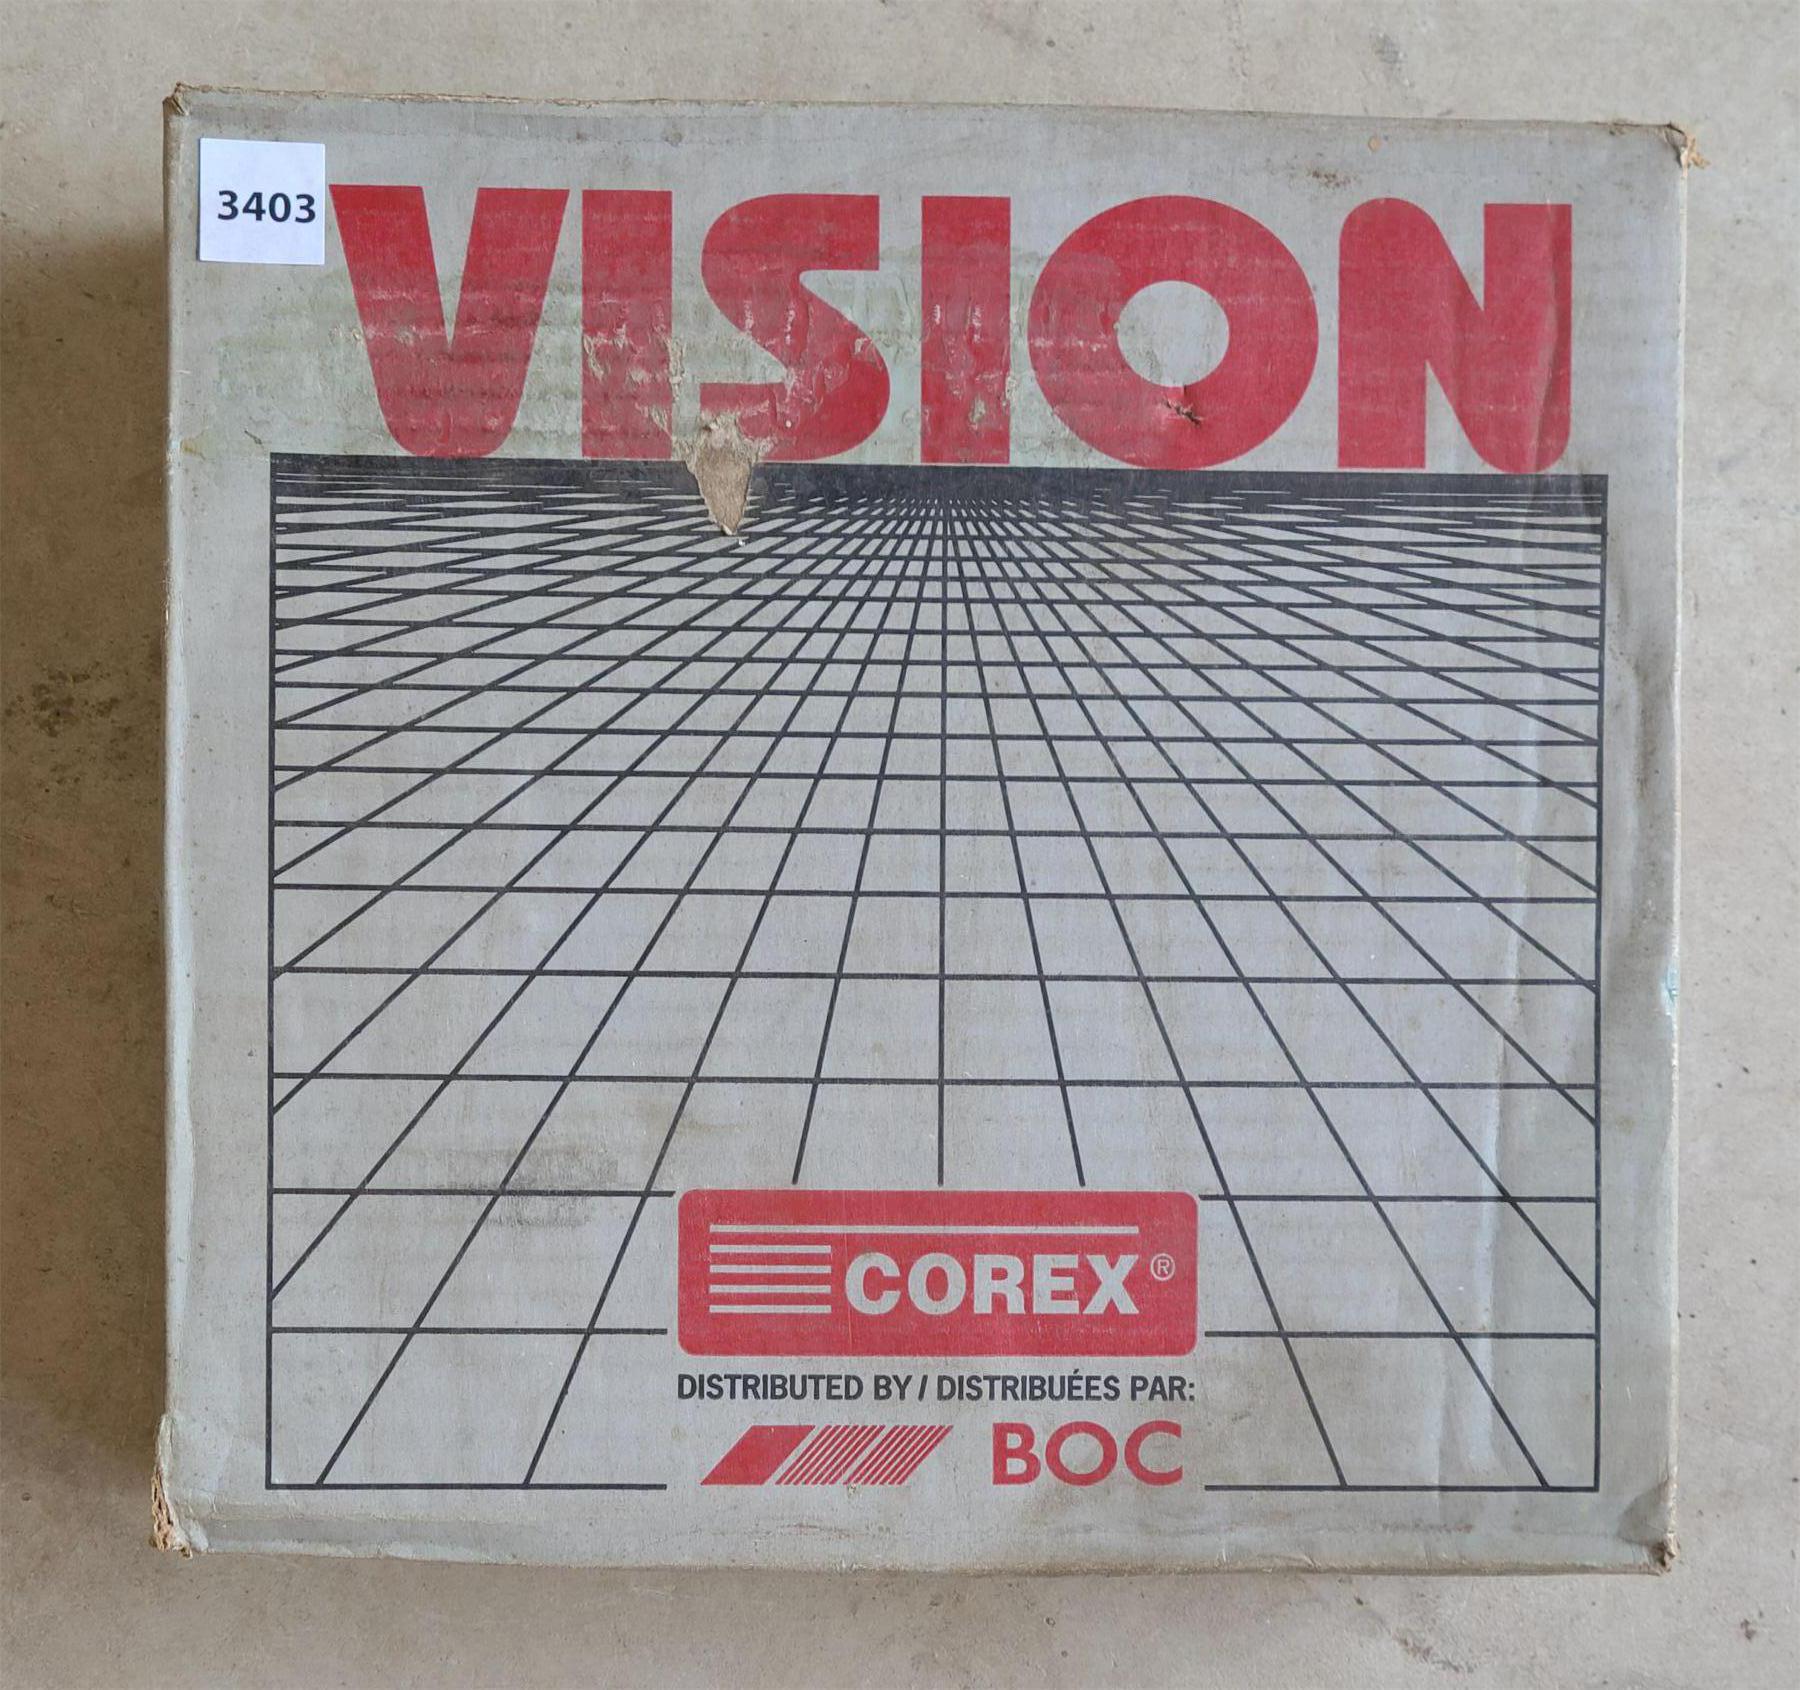 3403
VISION
COREX®
DISTRIBUTED BY / DISTRIBUÉES PAR:
BOC